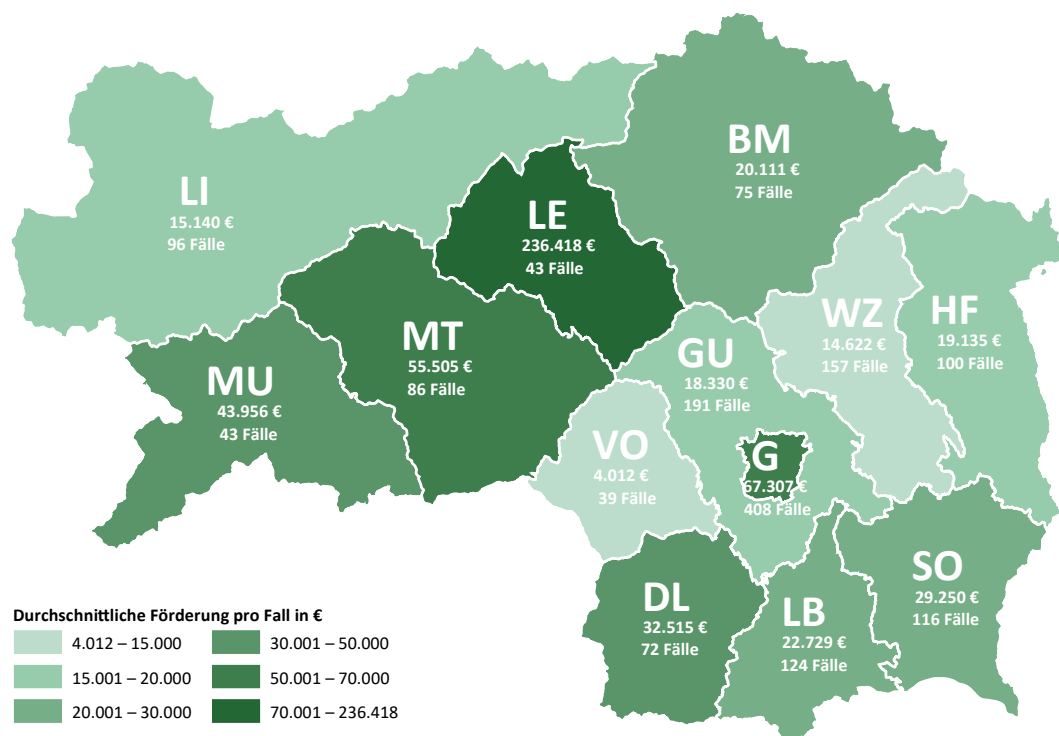 BM
20.111 €
75 Fälle
LI
15.140 €
96 Fälle
LE
236.418 €
43 Fälle
WZ
14.622 €
157 Fälle
HF
19.135 €
100 Fälle
MT
55.505 €
86 Fälle
GU
18.330 €
191 Fälle
MU
43.956 €
43 Fälle
VO
4.012 €
39 Fälle
G
67.307 €
408 Fälle
SO
29.250 €
116 Fälle
DL
32.515 €
72 Fälle
LB
22.729 €
124 Fälle
Durchschnittliche Förderung pro Fall in €
4.012 – 15.000
15.001 – 20.000
20.001 – 30.000
30.001 – 50.000
50.001 – 70.000
70.001 – 236.418